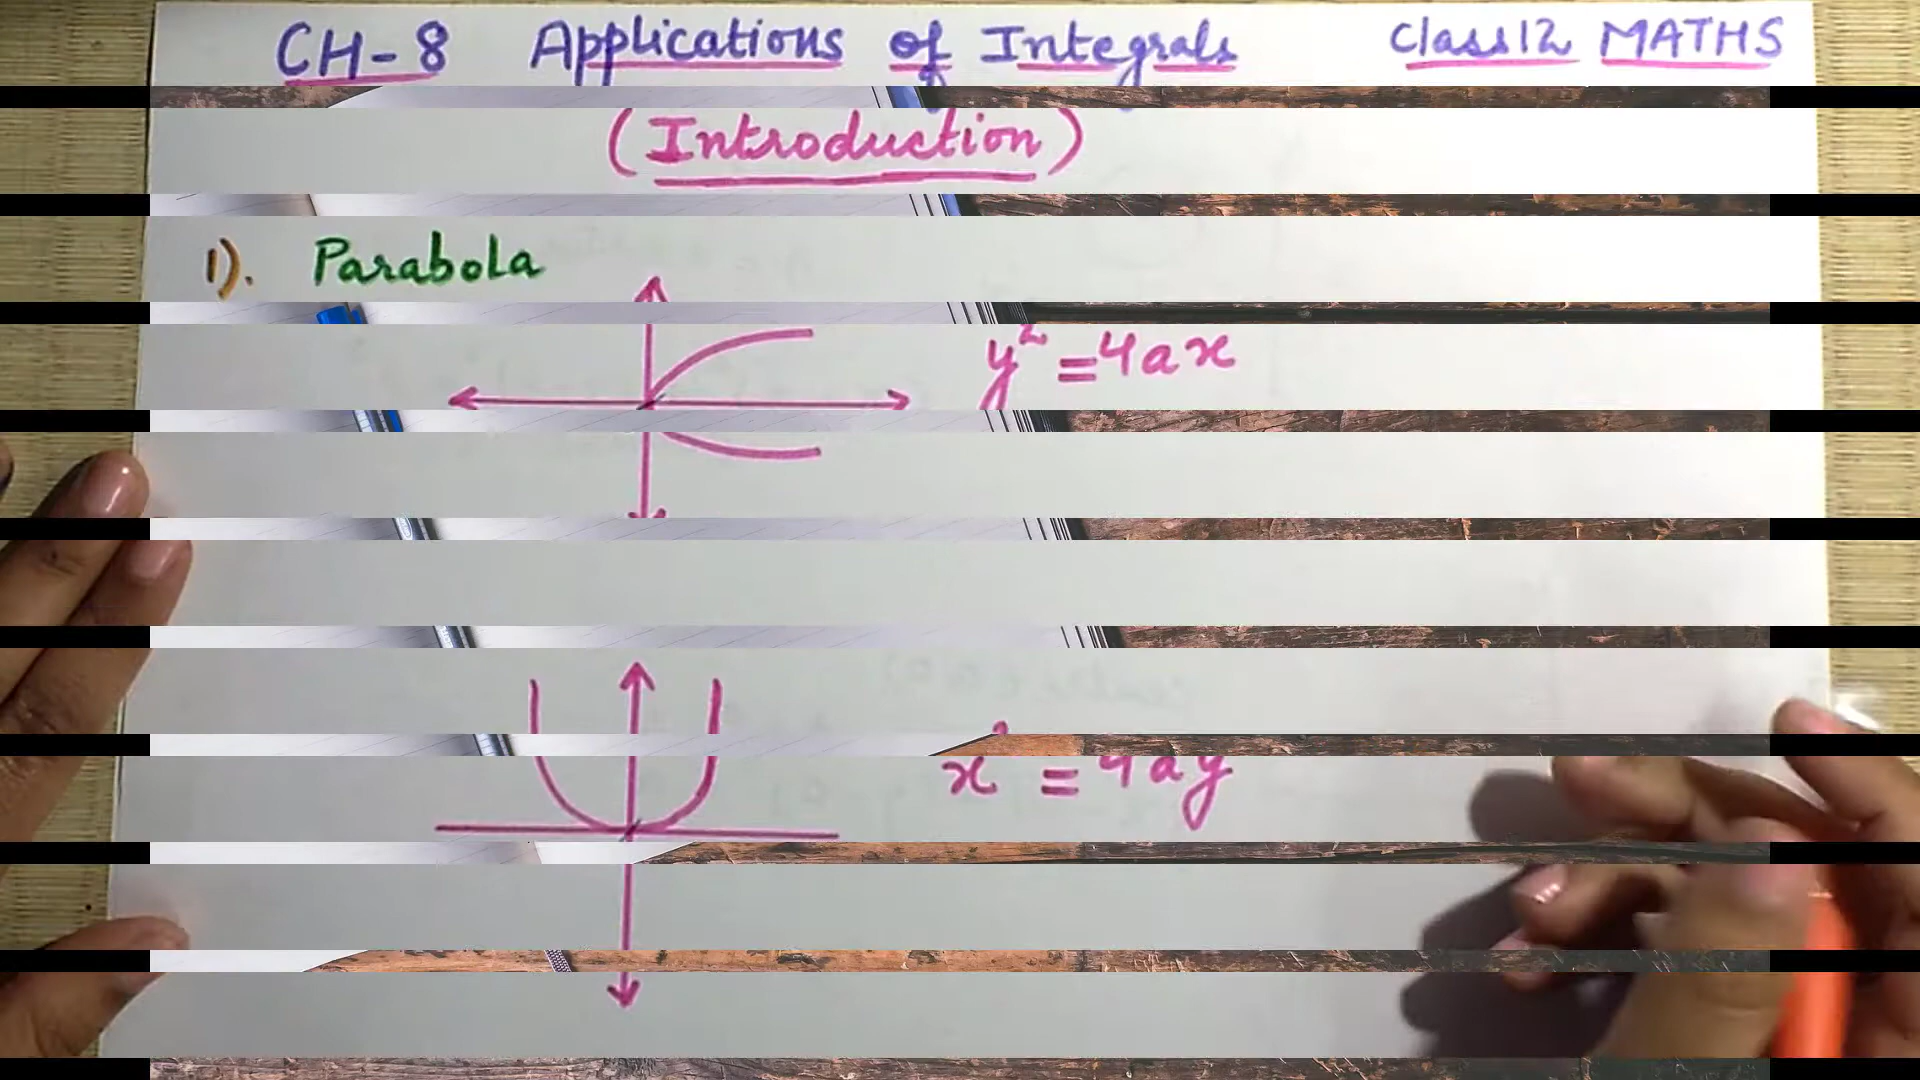 CH-8 Applications of Integrals Class 12 MATHS
(Introduction)
1). Parabola
y² = 4ax
x² = 4ay